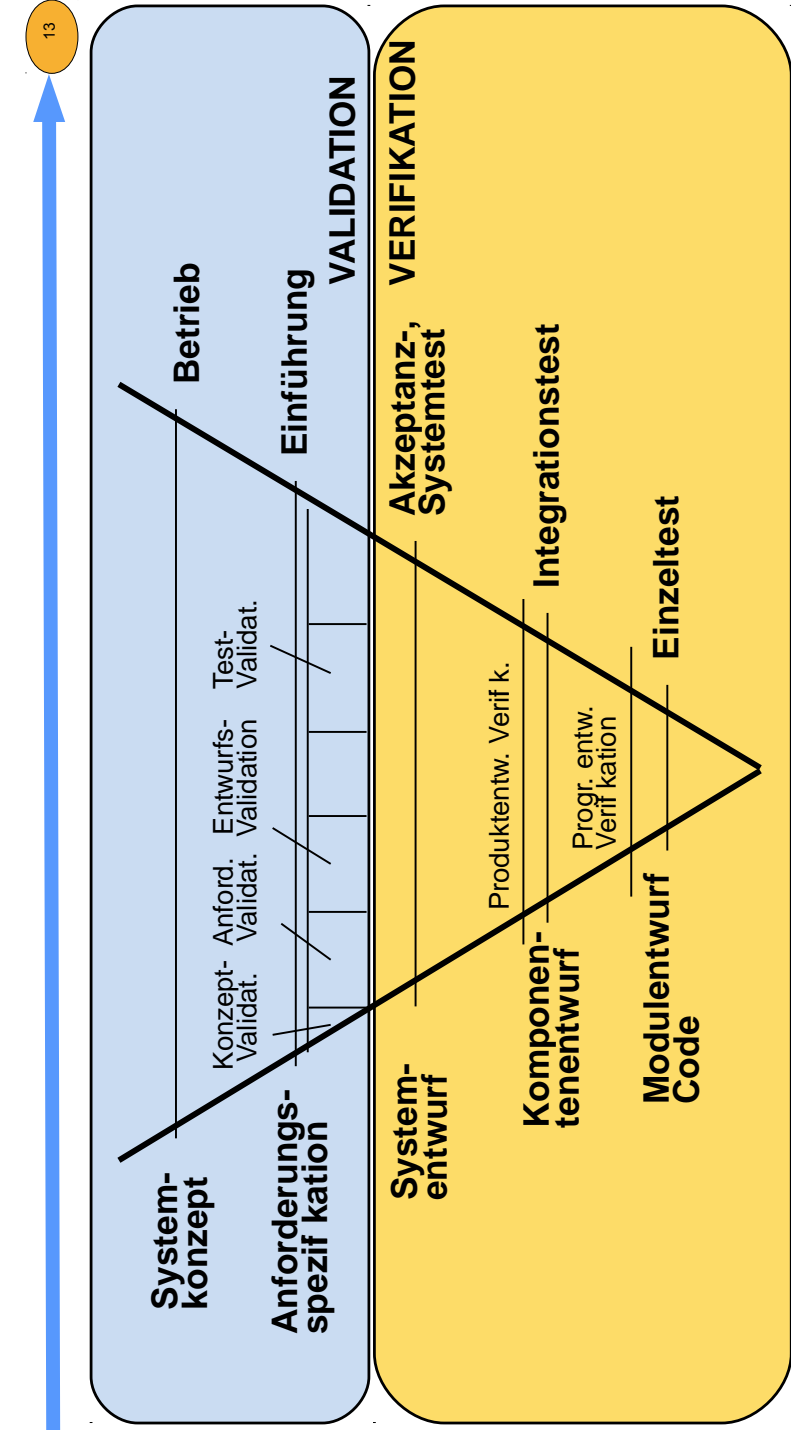 13
VALIDATION
VERIFIKATION
System-
konzept
Betrieb
Konzept-
Validat.
Anford.
Validat.
Entwurfs-
Validation
Test-
Validat.
Anforderungs-
spezif kation
Einführung
System-
entwurf
Akzeptanz-,
Systemtest
Produktentw. Verif k.
Komponen-
tenentwurf
Integrationstest
Progr. entw.
Verif kation
Modulentwurf
Code
Einzeltest